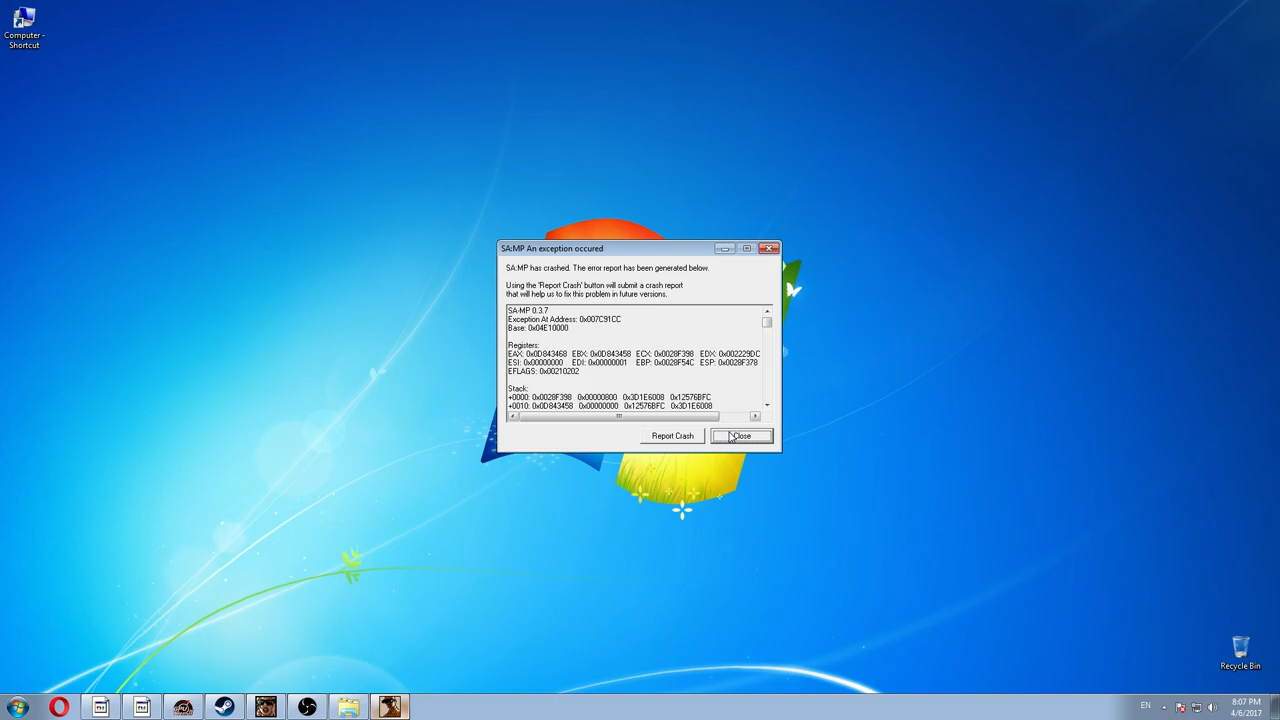 Computer -
Shortcut
SA:MP An exception occured
SA:MP has crashed. The error report has been generated below.
Using the 'Report Crash' button will submit a crash report
that will help us to fix this problem in future versions.
SA-MP 0.3.7
Exception At Address: 0x007C91CC
Base: 0x04E10000
Registers:
EAX: 0x0D843468 EBX: 0x0D843458 ECX: 0x0028F398 EDX: 0x002229DC
ESI: 0x00000000 EDI: 0x00000001 EBP: 0x0028F54C ESP: 0x0028F378
EFLAGS: 0x00210202
Stack:
+0000: 0x0028F398 0x00000800 0x3D1E6008 0x12576BFC
+0010: 0x0D843458 0x00000000 0x12576BFC 0x3D1E6008
Report Crash
Close
Recycle Bin
EN
8:07 PM
4/6/2017